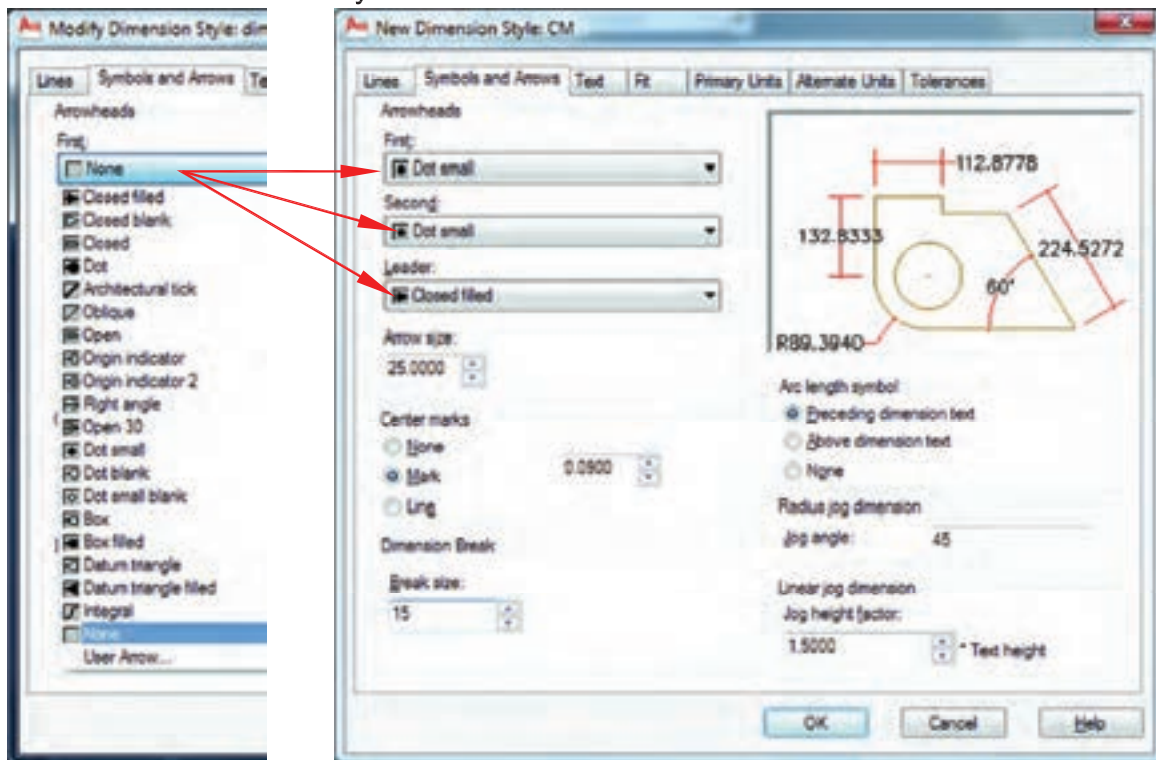 Modify Dimension Style: dim
Lines Symbols and Arrows Te
Arrowheads
First:
None
Closed filled
Closed blank
Closed
Dot
Architectural tick
Oblique
Open
Origin indicator
Origin indicator 2
Right angle
Open 30
Dot small
Dot blank
Dot small blank
Box
Box filled
Datum triangle
Datum triangle filled
Integral
None
User Arrow...
New Dimension Style: CM
Lines Symbols and Arrows Text Fit Primary Units Alternate Units Tolerances
Arrowheads
First:
Dot small
Second:
Dot small
Leader:
Closed filled
Arrow size:
25.0000
Center marks
None
Mark
Line
0.0900
Dimension Break
Break size:
15
112.8778
132.8333
224.5272
60°
R89.3940
Arc length symbol
Preceding dimension text
Above dimension text
None
Radius jog dimension
Jog angle: 45
Linear jog dimension
Jog height factor:
1.5000 * Text height
OK Cancel Help